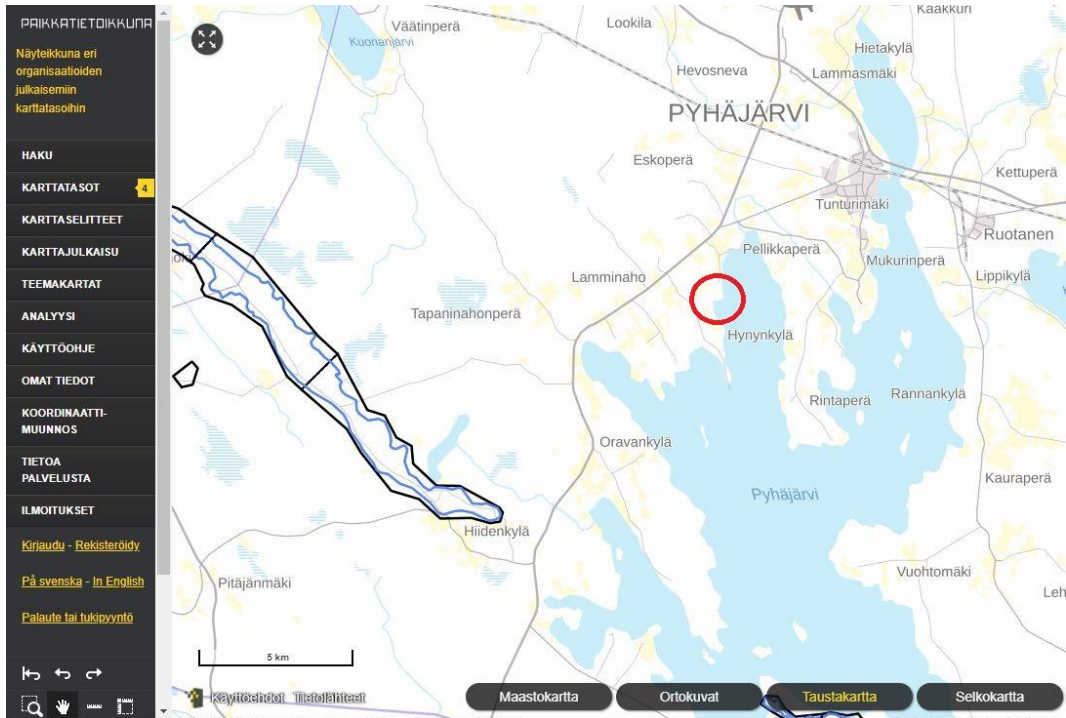 PAIKKATIETOIKKUNA
Näyteikkuna eri
organisaatioiden
julkaisemiin
karttatasoihin
HAKU
KARTTATASOT 4
KARTTASELITTEET
KARTTAJULKAISU
TEEMAKARTAT
ANALYYSI
KÄYTTÖOHJE
OMAT TIEDOT
KOORDINAATTI-
MUUNNOS
TIETOA
PALVELUSTA
ILMOITUKSET
Kirjaudu - Rekisteröidy
På svenska - In English
Palaute tai tukipyyntö
Väätinperä
Kuonanjärvi
Lookila
Kaakkuri
Hietakylä
Hevosneva
Lammasmäki
PYHÄJÄRVI
Eskoperä
Kettuperä
Tunturimäki
Ruotanen
Pellikkaperä
Mukurinperä
Lippikylä
Lamminaho
Tapaninahonperä
Hynynkylä
Rannankylä
Rintaperä
Oravankylä
Kauraperä
Pyhäjärvi
Hiidenkylä
Vuohtomäki
Pitäjänmäki
Leh
5 km
Käyttöehdot Tietolähteet
Maastokartta
Ortokuvat
Taustakartta
Selkokartta